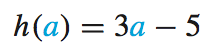 h(a) = 3a − 5